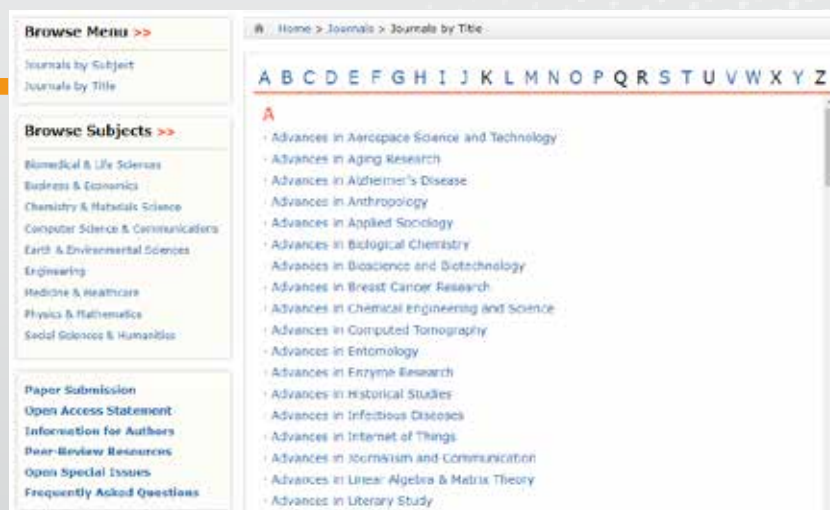 Browse Menu >>
Journals by Subject
Journals by Title
Browse Subjects >>
Biomedical & Life Sciences
Business & Economics
Chemistry & Materials Science
Computer Science & Communications
Earth & Environmental Sciences
Engineering
Medicine & Healthcare
Physics & Mathematics
Social Sciences & Humanities
Paper Submission
Open Access Statement
Information for Authors
Peer-Review Resources
Open Special Issues
Frequently Asked Questions
Home > Journals > Journals by Title
A B C D E F G H I J K L M N O P Q R S T U V W X Y Z
A
· Advances in Aerospace Science and Technology
· Advances in Aging Research
· Advances in Alzheimer's Disease
· Advances in Anthropology
· Advances in Applied Sociology
· Advances in Biological Chemistry
· Advances in Bioscience and Biotechnology
· Advances in Breast Cancer Research
· Advances in Chemical Engineering and Science
· Advances in Computed Tomography
· Advances in Entomology
· Advances in Enzyme Research
· Advances in Historical Studies
· Advances in Infectious Diseases
· Advances in Internet of Things
· Advances in Journalism and Communication
· Advances in Linear Algebra & Matrix Theory
· Advances in Literary Study